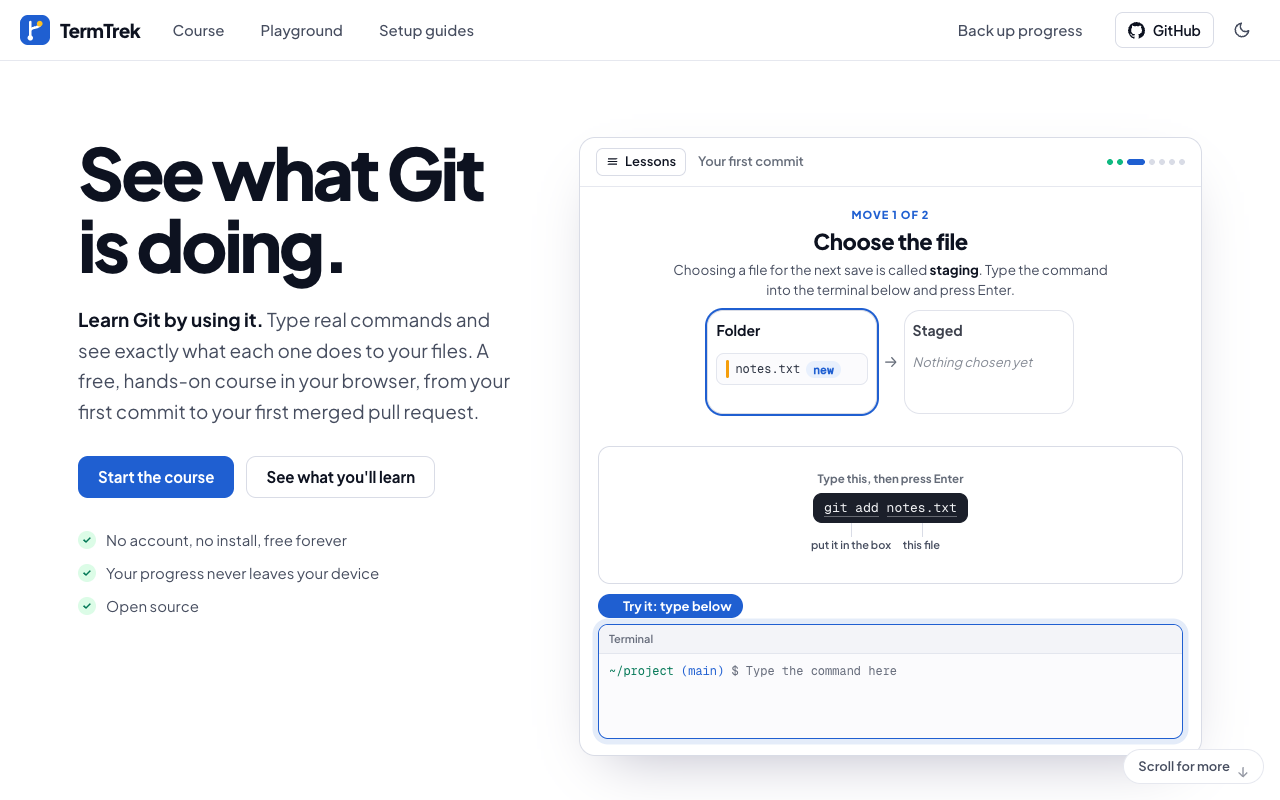 TermTrek
Course
Playground
Setup guides
Back up progress
GitHub
See what Git
is doing.
Learn Git by using it. Type real commands and
see exactly what each one does to your files. A
free, hands-on course in your browser, from your
first commit to your first merged pull request.
Start the course
See what you'll learn
No account, no install, free forever
Your progress never leaves your device
Open source
Lessons
Your first commit
MOVE 1 OF 2
Choose the file
Choosing a file for the next save is called staging. Type the command
into the terminal below and press Enter.
Folder
notes.txt new
Staged
Nothing chosen yet
Type this, then press Enter
git add notes.txt
put it in the box this file
Try it: type below
Terminal
~/project (main) $ Type the command here
Scroll for more